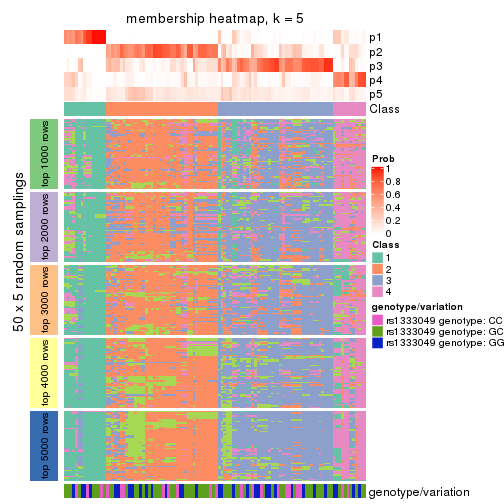 membership heatmap, k = 5
p1
p2
p3
p4
p5
Class
50 x 5 random samplings
top 1000 rows
top 2000 rows
top 3000 rows
top 4000 rows
top 5000 rows
Prob
1
0.8
0.6
0.4
0.2
0
Class
1
2
3
4
genotype/variation
rs1333049 genotype: CC
rs1333049 genotype: GC
rs1333049 genotype: GG
genotype/variation